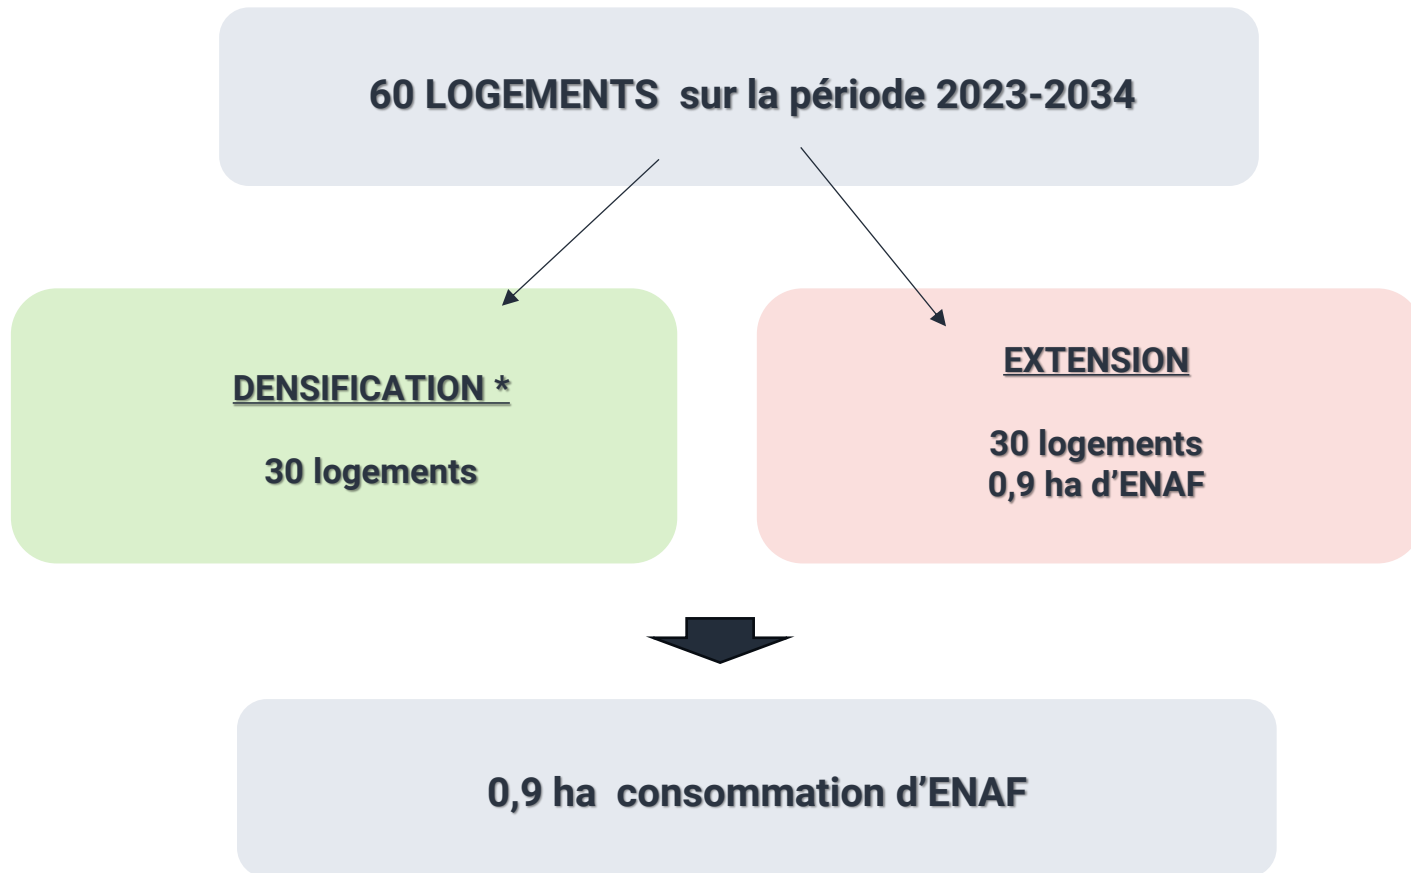 60 LOGEMENTS sur la période 2023-2034
DENSIFICATION *
30 logements
EXTENSION
30 logements
0,9 ha d’ENAF
0,9 ha consommation d’ENAF